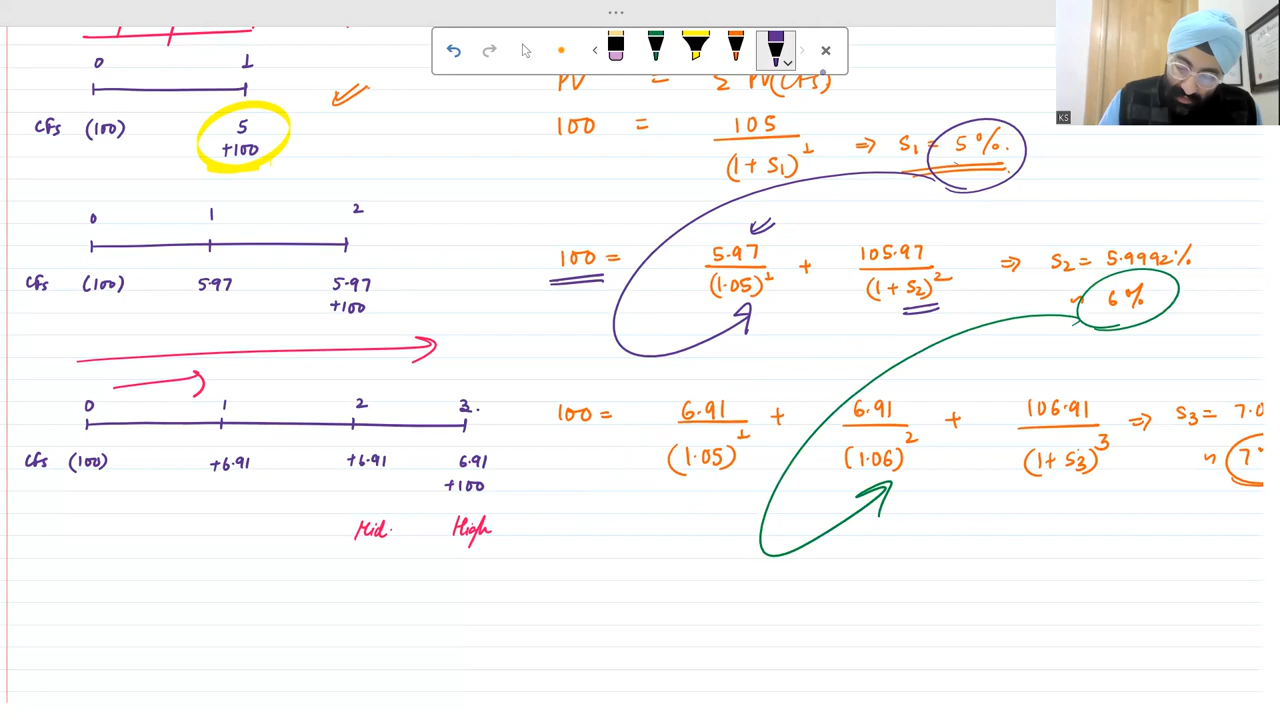 0 1
CFs (100) 5
+100
PV = Σ PV(CFs)
100 = 105 / (1 + S1)^1 ⇒ S1 = 5%.
0 1 2
CFs (100) 5.97 5.97
+100
100 = 5.97 / (1.05)^1 + 105.97 / (1 + S2)^2 ⇒ S2 = 5.9992%
≈ 6%
0 1 2 3.
CFs (100) +6.91 +6.91 6.91
+100
Mid. High
100 = 6.91 / (1.05)^1 + 6.91 / (1.06)^2 + 106.91 / (1 + S3)^3 ⇒ S3 = 7.0
≈ 7
KS